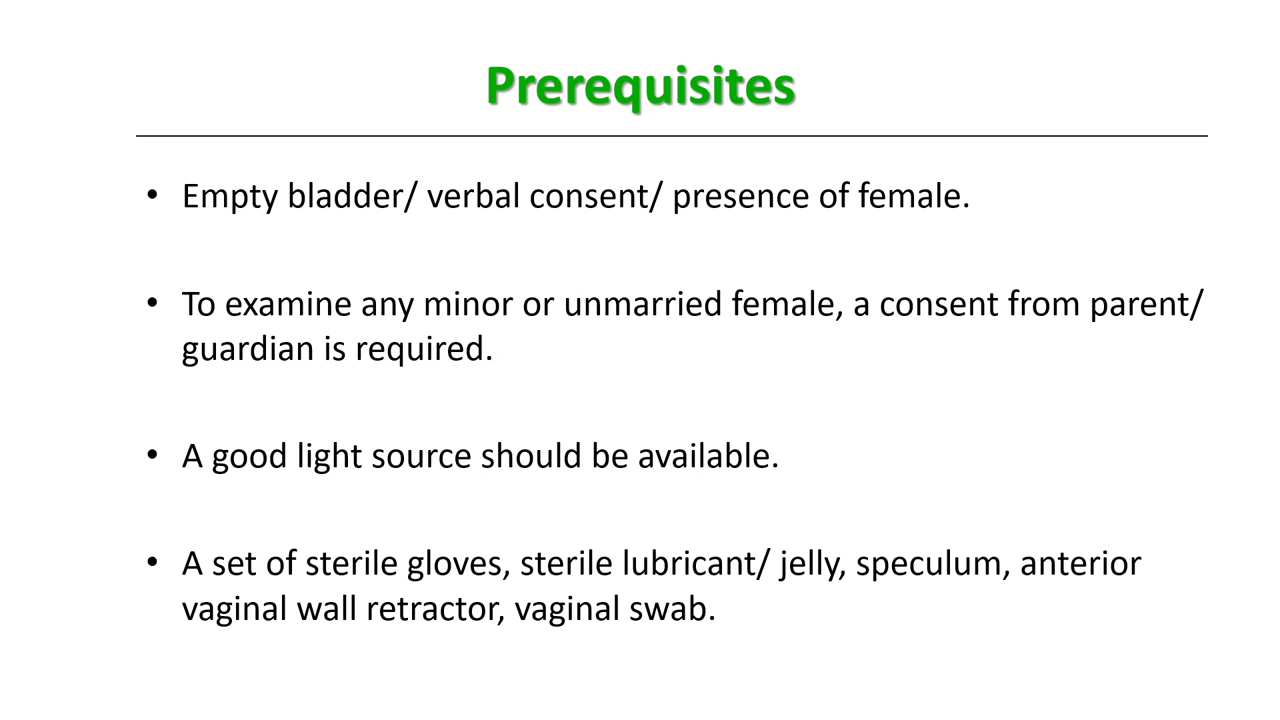 Prerequisites
• Empty bladder/ verbal consent/ presence of female.
• To examine any minor or unmarried female, a consent from parent/
guardian is required.
• A good light source should be available.
• A set of sterile gloves, sterile lubricant/ jelly, speculum, anterior
vaginal wall retractor, vaginal swab.